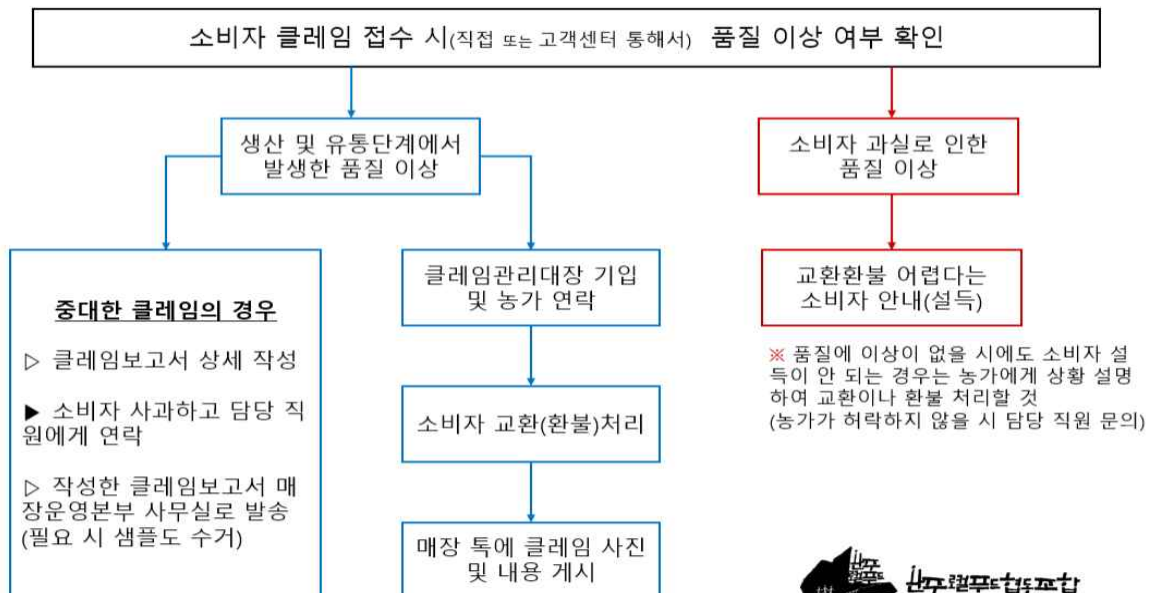 소비자 클레임 접수 시(직접 또는 고객센터 통해서) 품질 이상 여부 확인
생산 및 유통단계에서
발생한 품질 이상
소비자 과실로 인한
품질 이상
중대한 클레임의 경우
▷ 클레임보고서 상세 작성
▶ 소비자 사과하고 담당 직
원에게 연락
▷ 작성한 클레임보고서 매
장운영본부 사무실로 발송
(필요 시 샘플도 수거)
클레임관리대장 기입
및 농가 연락
소비자 교환(환불)처리
매장 톡에 클레임 사진
및 내용 게시
교환환불 어렵다는
소비자 안내(설득)
※ 품질에 이상이 없을 시에도 소비자 설
득이 안 되는 경우는 농가에게 상황 설명
하여 교환이나 환불 처리할 것
(농가가 허락하지 않을 시 담당 직원 문의)